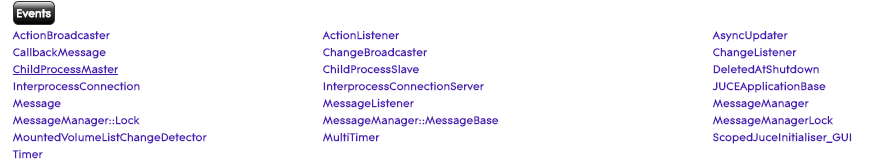 Events
ActionBroadcaster ActionListener AsyncUpdater
CallbackMessage ChangeBroadcaster ChangeListener
ChildProcessMaster ChildProcessSlave DeletedAtShutdown
InterprocessConnection InterprocessConnectionServer JUCEApplicationBase
Message MessageListener MessageManager
MessageManager::Lock MessageManager::MessageBase MessageManagerLock
MountedVolumeListChangeDetector MultiTimer ScopedJuceInitialiser_GUI
Timer